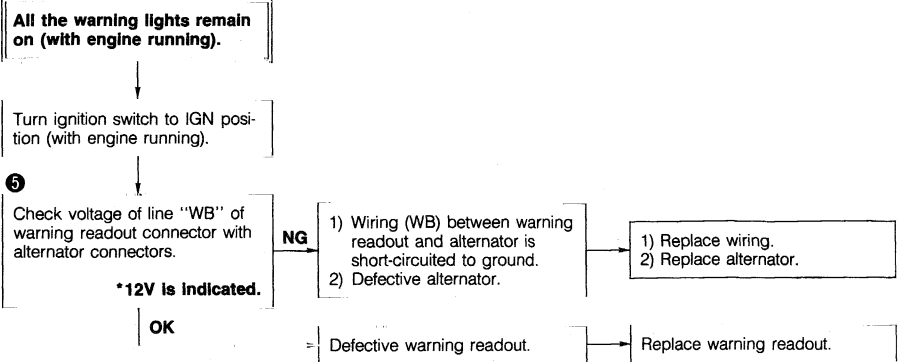 All the warning lights remain
on (with engine running).
Turn ignition switch to IGN posi-
tion (with engine running).
5
Check voltage of line "WB" of
warning readout connector with
alternator connectors.
*12V is indicated.
NG
1) Wiring (WB) between warning
readout and alternator is
short-circuited to ground.
2) Defective alternator.
1) Replace wiring.
2) Replace alternator.
OK
Defective warning readout.
Replace warning readout.